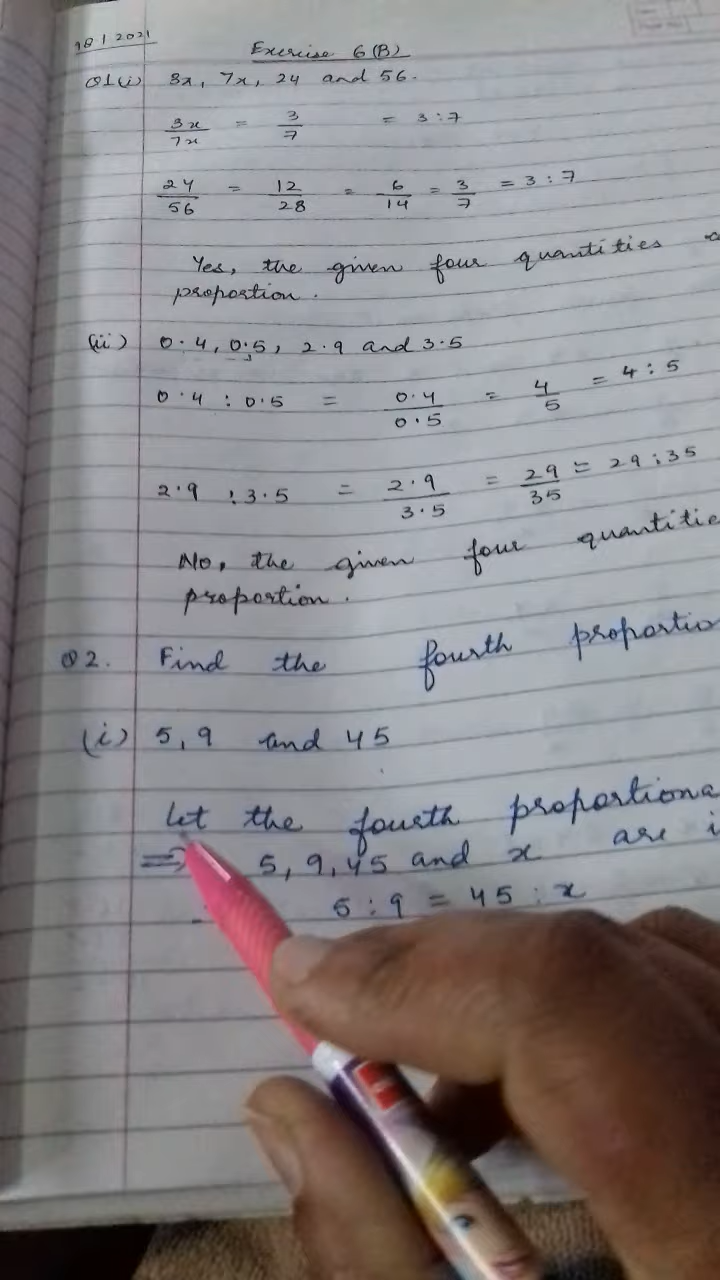 18 1 2021
Exercise 6(B)
Q1(i) 3x, 7x, 24 and 56.
3x/7x = 3/7 = 3:7
24/56 = 12/28 = 6/14 = 3/7 = 3:7
Yes, the given four quantities
proportion.
(ii) 0.4, 0.5, 2.9 and 3.5
0.4 : 0.5 = 0.4/0.5 = 4/5 = 4:5
2.9 : 3.5 = 2.9/3.5 = 29/35 = 29:35
No, the given four quantitie
proportion.
Q2. Find the fourth proportio
(i) 5, 9 and 45
Let the fourth proportiona
⇒ 5, 9, 45 and x are i
5 : 9 = 45 : x